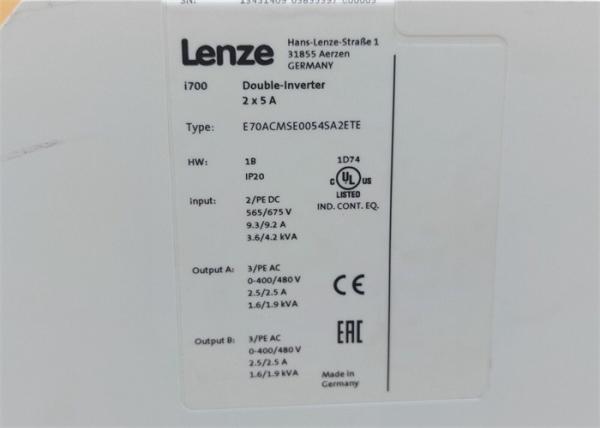 Lenze
Hans-Lenze-Straße 1
31855 Aerzen
GERMANY
i700 Double-Inverter
2 x 5 A
Type: E70ACMSE0054SA2ETE
HW: 1B
IP20
1D74
C UL US
LISTED
IND. CONT. EQ.
Input: 2/PE DC
565/675 V
9.3/9.2 A
3.6/4.2 kVA
Output A: 3/PE AC
0-400/480 V
2.5/2.5 A
1.6/1.9 kVA
CE
Output B: 3/PE AC
0-400/480 V
2.5/2.5 A
1.6/1.9 kVA
EAC
Made in
Germany